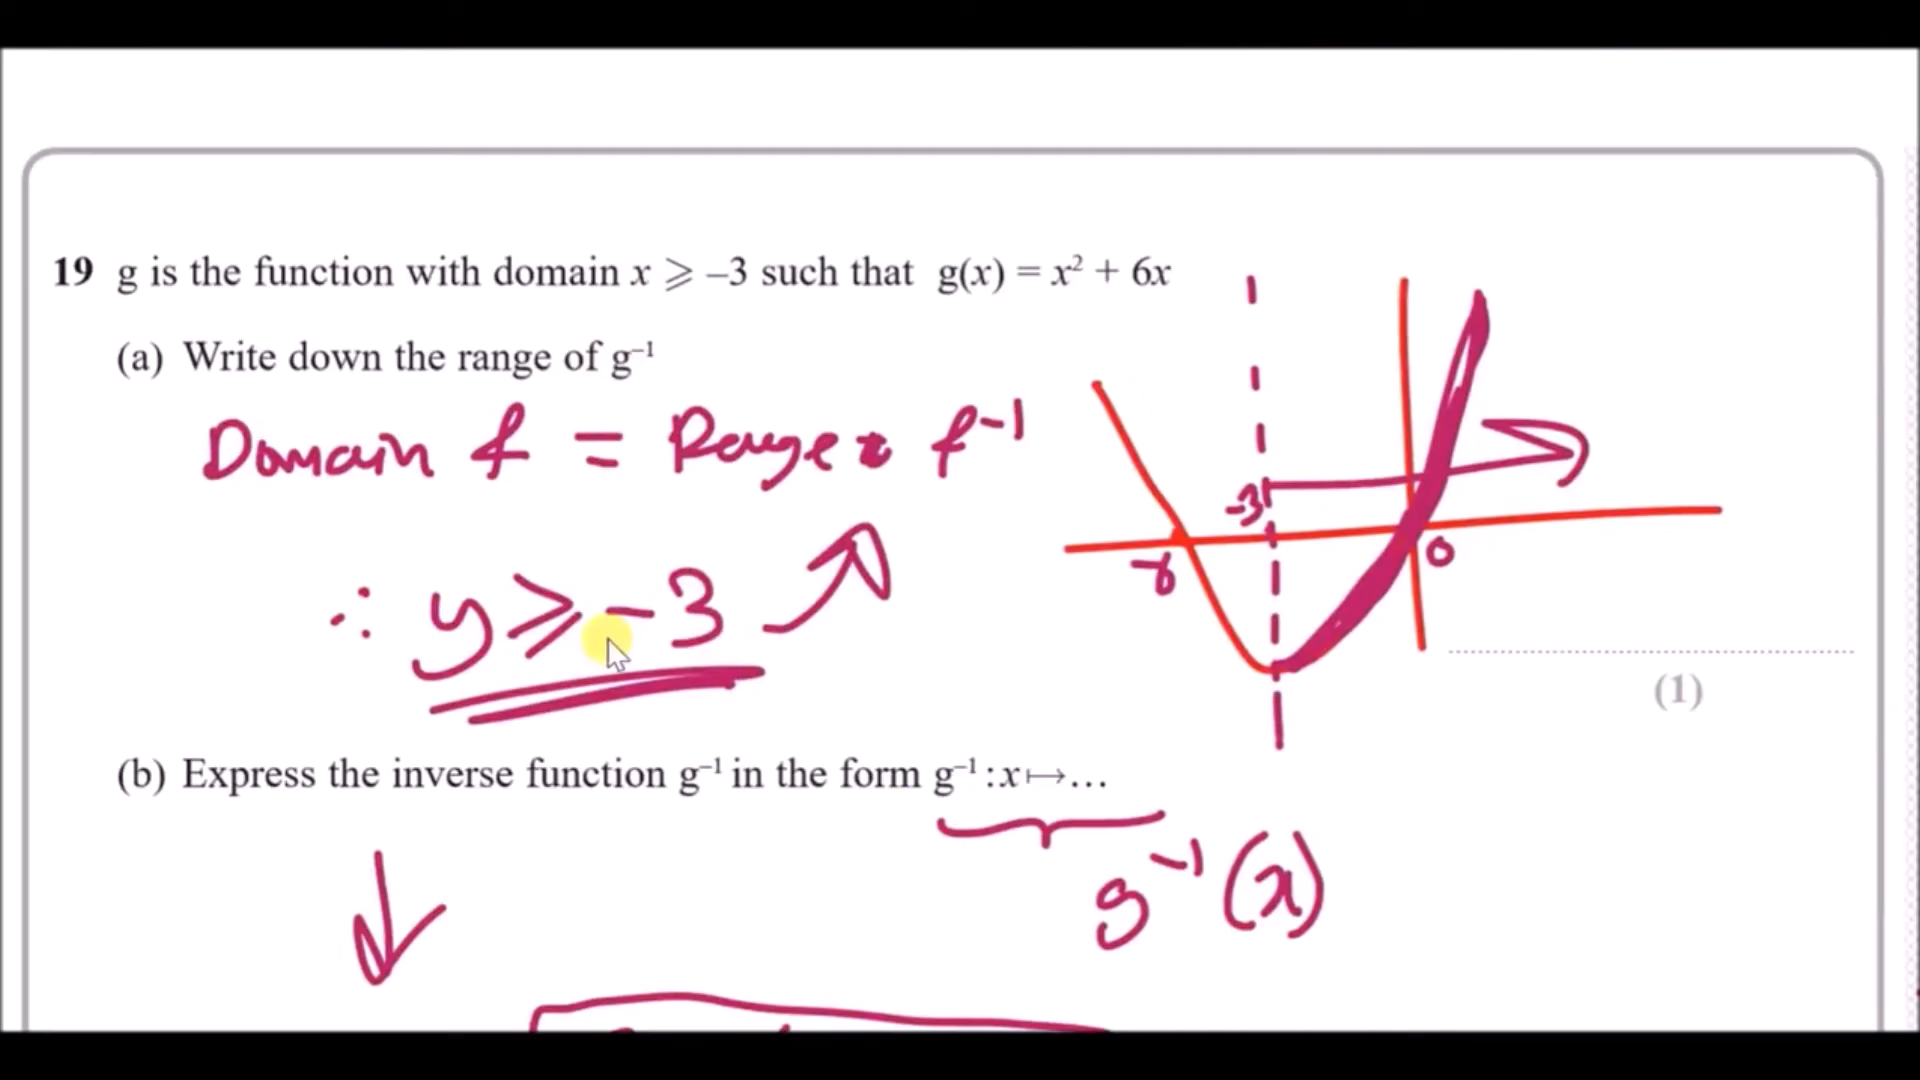 19 g is the function with domain x ⩾ –3 such that g(x) = x² + 6x
(a) Write down the range of g⁻¹
Domain f = Range f⁻¹
∴ y ⩾ -3
-3
-6
0
(1)
(b) Express the inverse function g⁻¹ in the form g⁻¹ : x ↦ ...
g⁻¹(x)